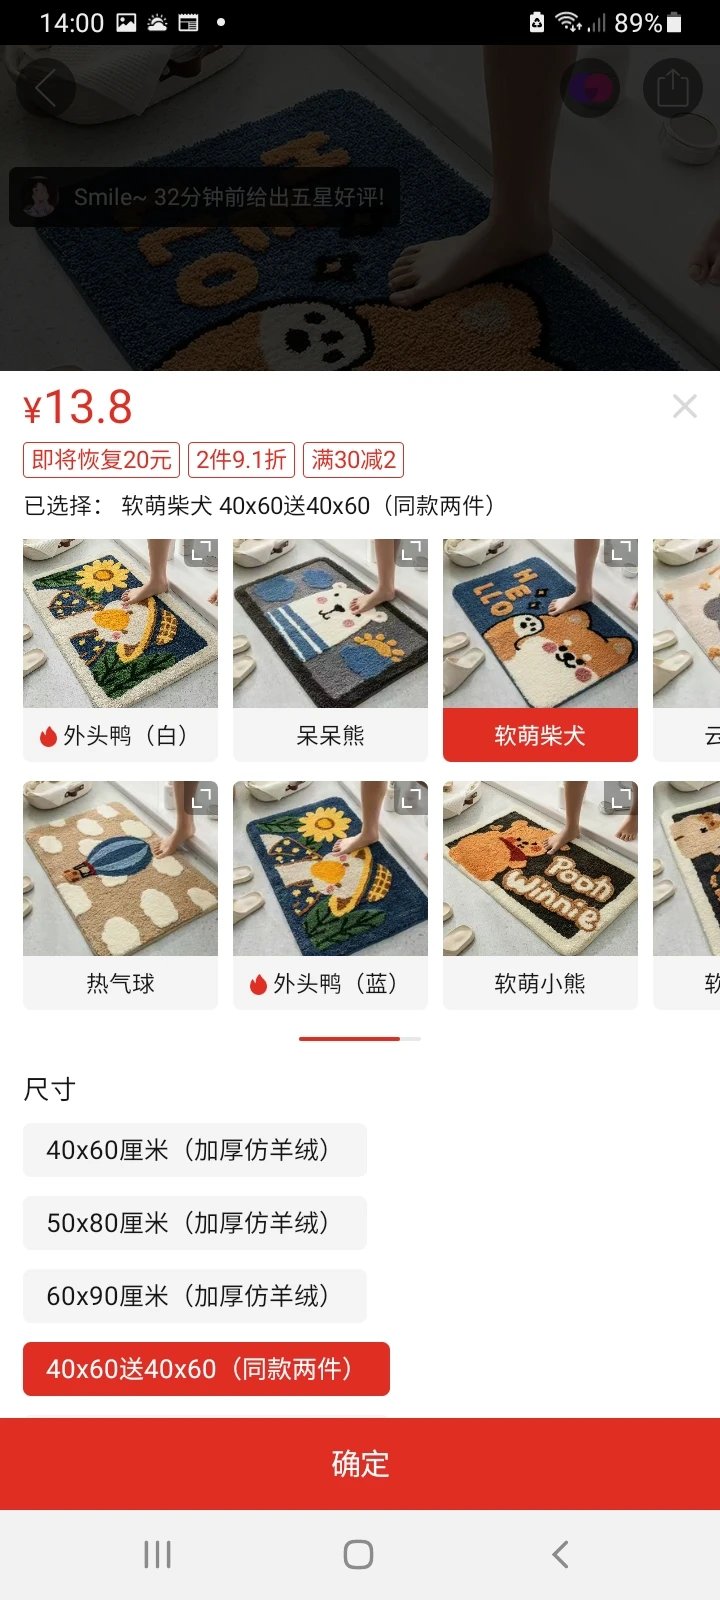 14:00
89%
Smile~ 32分钟前给出五星好评!
HELLO
¥13.8
即将恢复20元 2件9.1折 满30减2
已选择： 软萌柴犬 40x60送40x60（同款两件）
HELLO
外头鸭（白） 呆呆熊 软萌柴犬 云
Pooh
Winnie
热气球 外头鸭（蓝） 软萌小熊 软
尺寸
40x60厘米（加厚仿羊绒）
50x80厘米（加厚仿羊绒）
60x90厘米（加厚仿羊绒）
40x60送40x60（同款两件）
确定